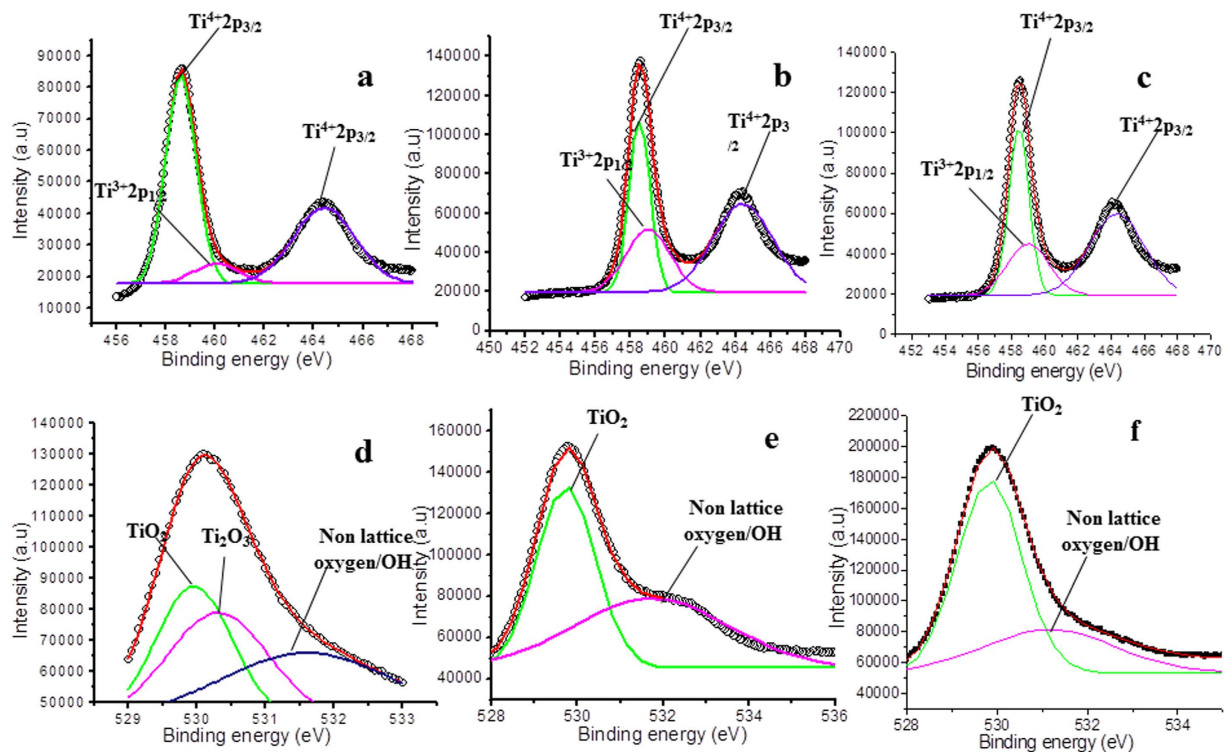 Ti⁴⁺2p₃/₂
a
Ti⁴⁺2p₃/₂
Ti³⁺2p₁
Intensity (a.u)
90000
80000
70000
60000
50000
40000
30000
20000
10000
456 458 460 462 464 466 468
Binding energy (eV)
Ti⁴⁺2p₃/₂
b
Ti⁴⁺2p₃
/₂
Ti³⁺2p₁
Intensity (a.u)
140000
120000
100000
80000
60000
40000
20000
0
450 452 454 456 458 460 462 464 466 468 470
Binding energy (eV)
Ti⁴⁺2p₃/₂
c
Ti⁴⁺2p₃/₂
Ti³⁺2p₁/₂
Intensity (a.u)
140000
120000
100000
80000
60000
40000
20000
0
452 454 456 458 460 462 464 466 468 470
Binding energy (eV)
d
TiO₂
Ti₂O₃
Non lattice
oxygen/OH
Intensity (a.u)
130000
120000
110000
100000
90000
80000
70000
60000
50000
529 530 531 532 533
Binding energy (eV)
TiO₂
e
Non lattice
oxygen/OH
Intensity (a.u)
160000
140000
120000
100000
80000
60000
40000
528 530 532 534 536
Binding energy (eV)
TiO₂
f
Non lattice
oxygen/OH
Intensity (a.u)
220000
200000
180000
160000
140000
120000
100000
80000
60000
40000
528 530 532 534
Binding energy (eV)